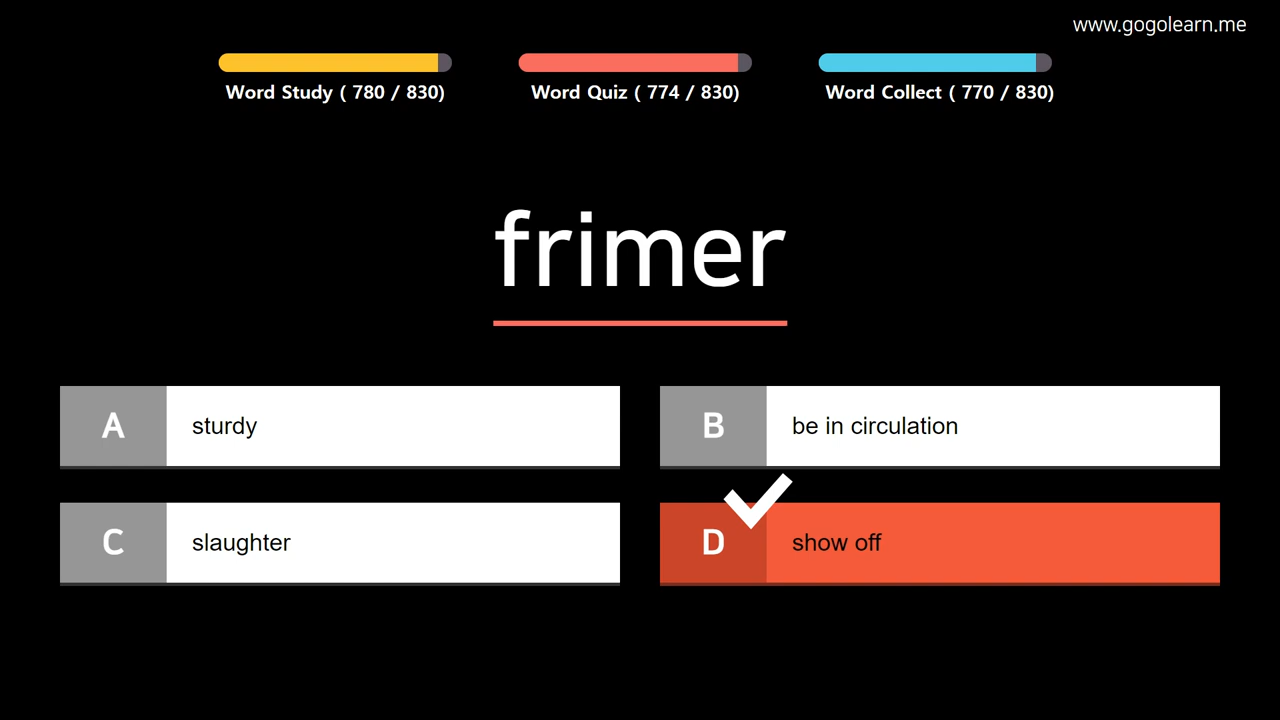 www.gogolearn.me
Word Study ( 780 / 830)
Word Quiz ( 774 / 830)
Word Collect ( 770 / 830)
frimer
A sturdy
B be in circulation
C slaughter
D show off